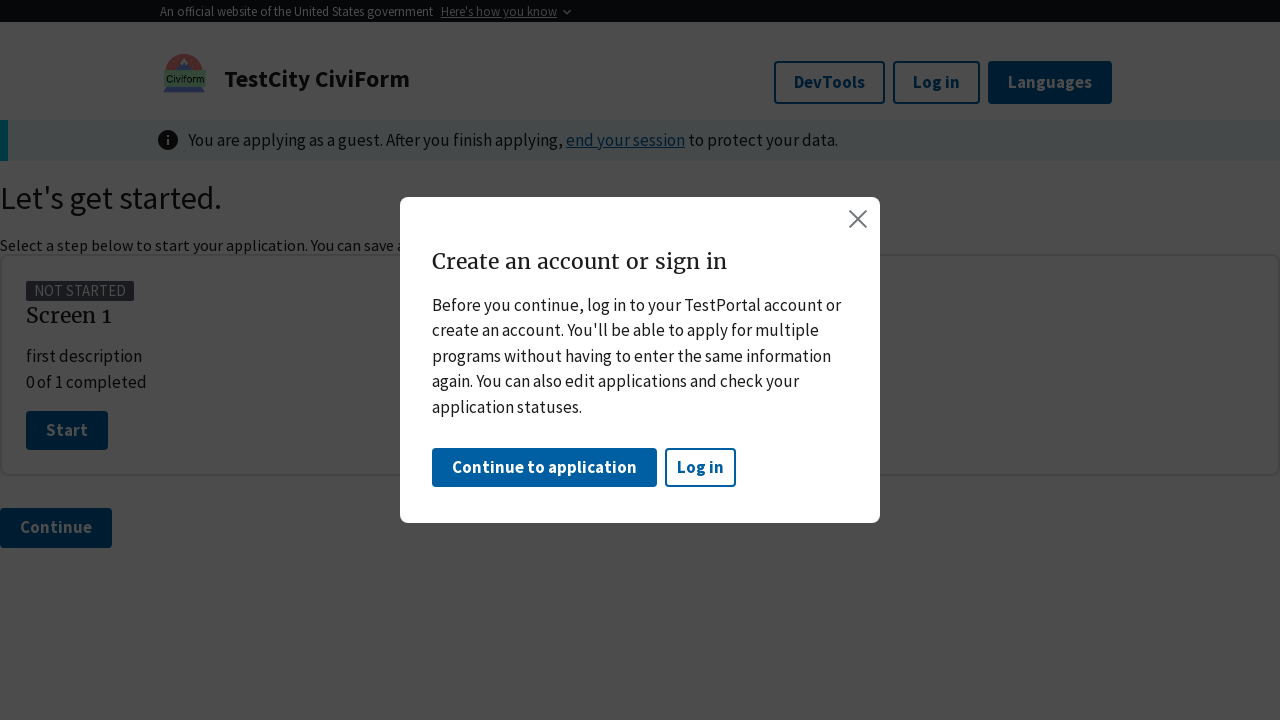 An official website of the United States government Here's how you know
Civiform
TestCity CiviForm
DevTools
Log in
Languages
You are applying as a guest. After you finish applying, end your session to protect your data.
Let's get started.
Select a step below to start your application. You can save
NOT STARTED
Screen 1
first description
0 of 1 completed
Start
Continue
Create an account or sign in
Before you continue, log in to your TestPortal account or
create an account. You'll be able to apply for multiple
programs without having to enter the same information
again. You can also edit applications and check your
application statuses.
Continue to application
Log in